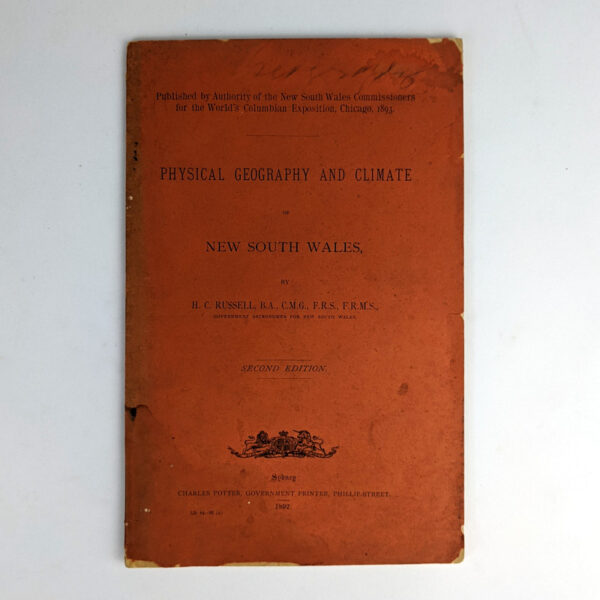 Geography
Published by Authority of the New South Wales Commissioners
for the World's Columbian Exposition, Chicago, 1893.
PHYSICAL GEOGRAPHY AND CLIMATE
OF
NEW SOUTH WALES,
BY
H. C. RUSSELL, B.A., C.M.G., F.R.S., F.R.M.S.,
GOVERNMENT ASTRONOMER FOR NEW SOUTH WALES.
SECOND EDITION.
Sydney
CHARLES POTTER, GOVERNMENT PRINTER, PHILLIP-STREET.
1892.